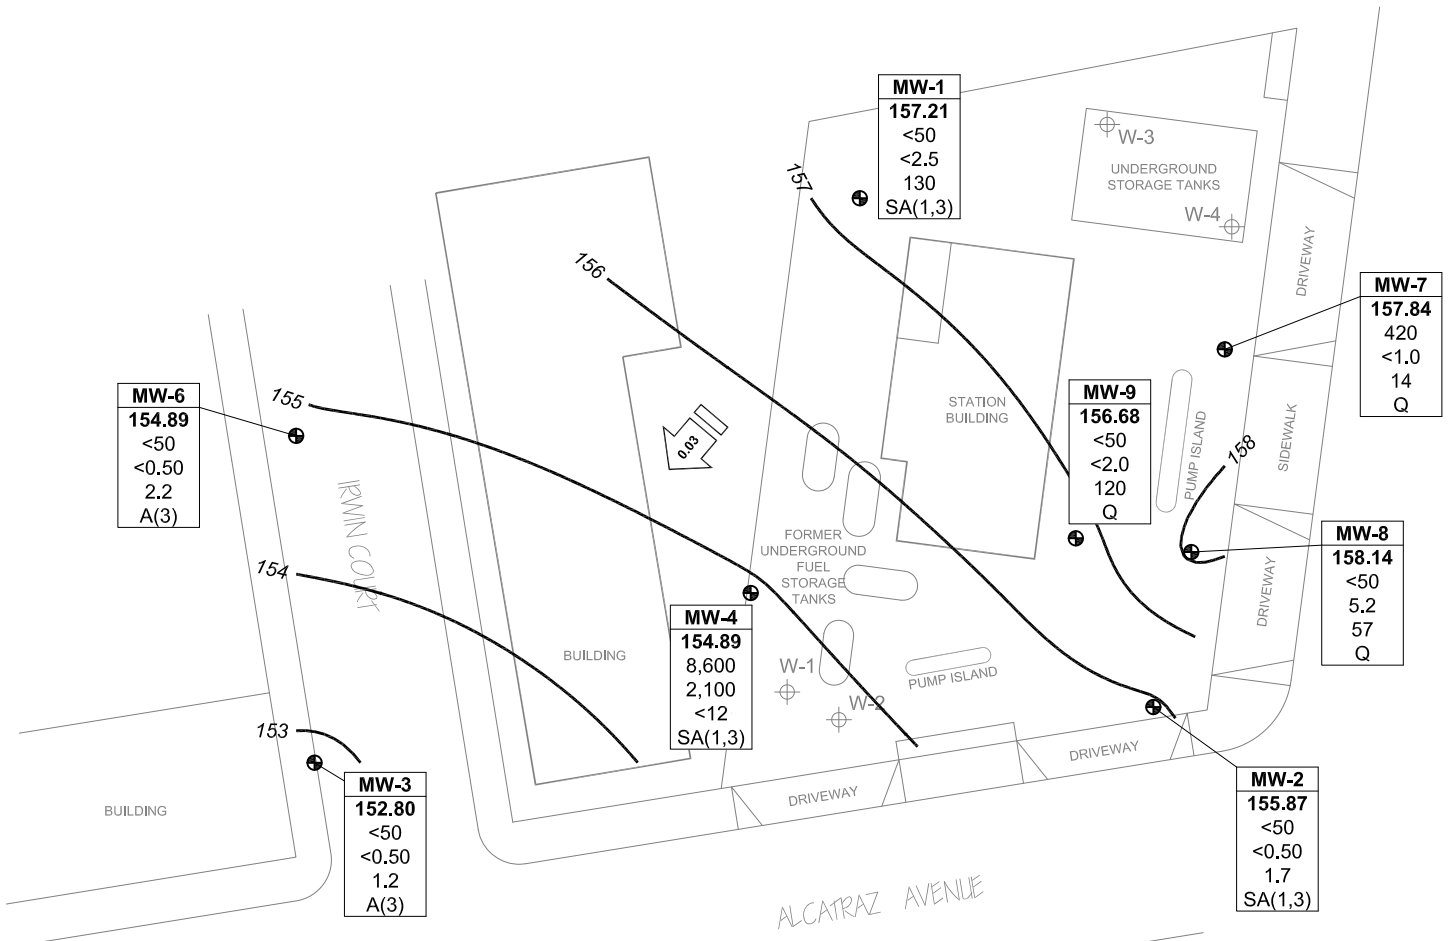 MW-1
157.21
<50
<2.5
130
SA(1,3)
W-3
UNDERGROUND
STORAGE TANKS
W-4
157
DRIVEWAY
156
MW-7
157.84
420
<1.0
14
Q
MW-6
154.89
<50
<0.50
2.2
A(3)
155
STATION
BUILDING
MW-9
156.68
<50
<2.0
120
Q
PUMP ISLAND
SIDEWALK
158
0.03
IRWIN COURT
FORMER
UNDERGROUND
FUEL
STORAGE
TANKS
MW-8
158.14
<50
5.2
57
Q
DRIVEWAY
154
BUILDING
MW-4
154.89
8,600
2,100
<12
SA(1,3)
W-1
W-2
PUMP ISLAND
153
MW-3
152.80
<50
<0.50
1.2
A(3)
BUILDING
DRIVEWAY
DRIVEWAY
MW-2
155.87
<50
<0.50
1.7
SA(1,3)
ALCATRAZ AVENUE